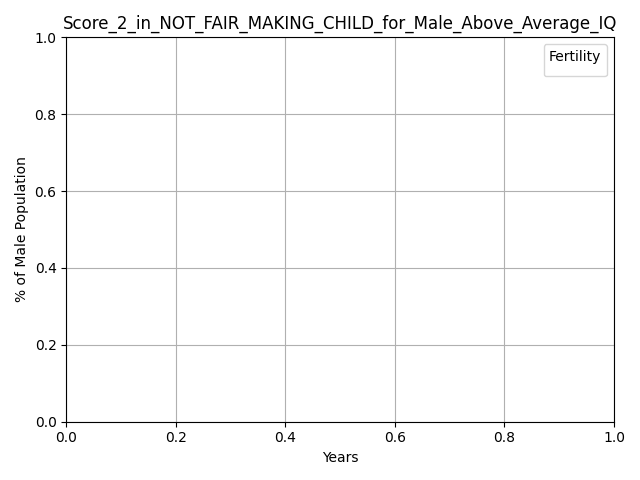 Score_2_in_NOT_FAIR_MAKING_CHILD_for_Male_Above_Average_IQ
Fertility
% of Male Population
1.0
0.8
0.6
0.4
0.2
0.0
0.0 0.2 0.4 0.6 0.8 1.0
Years